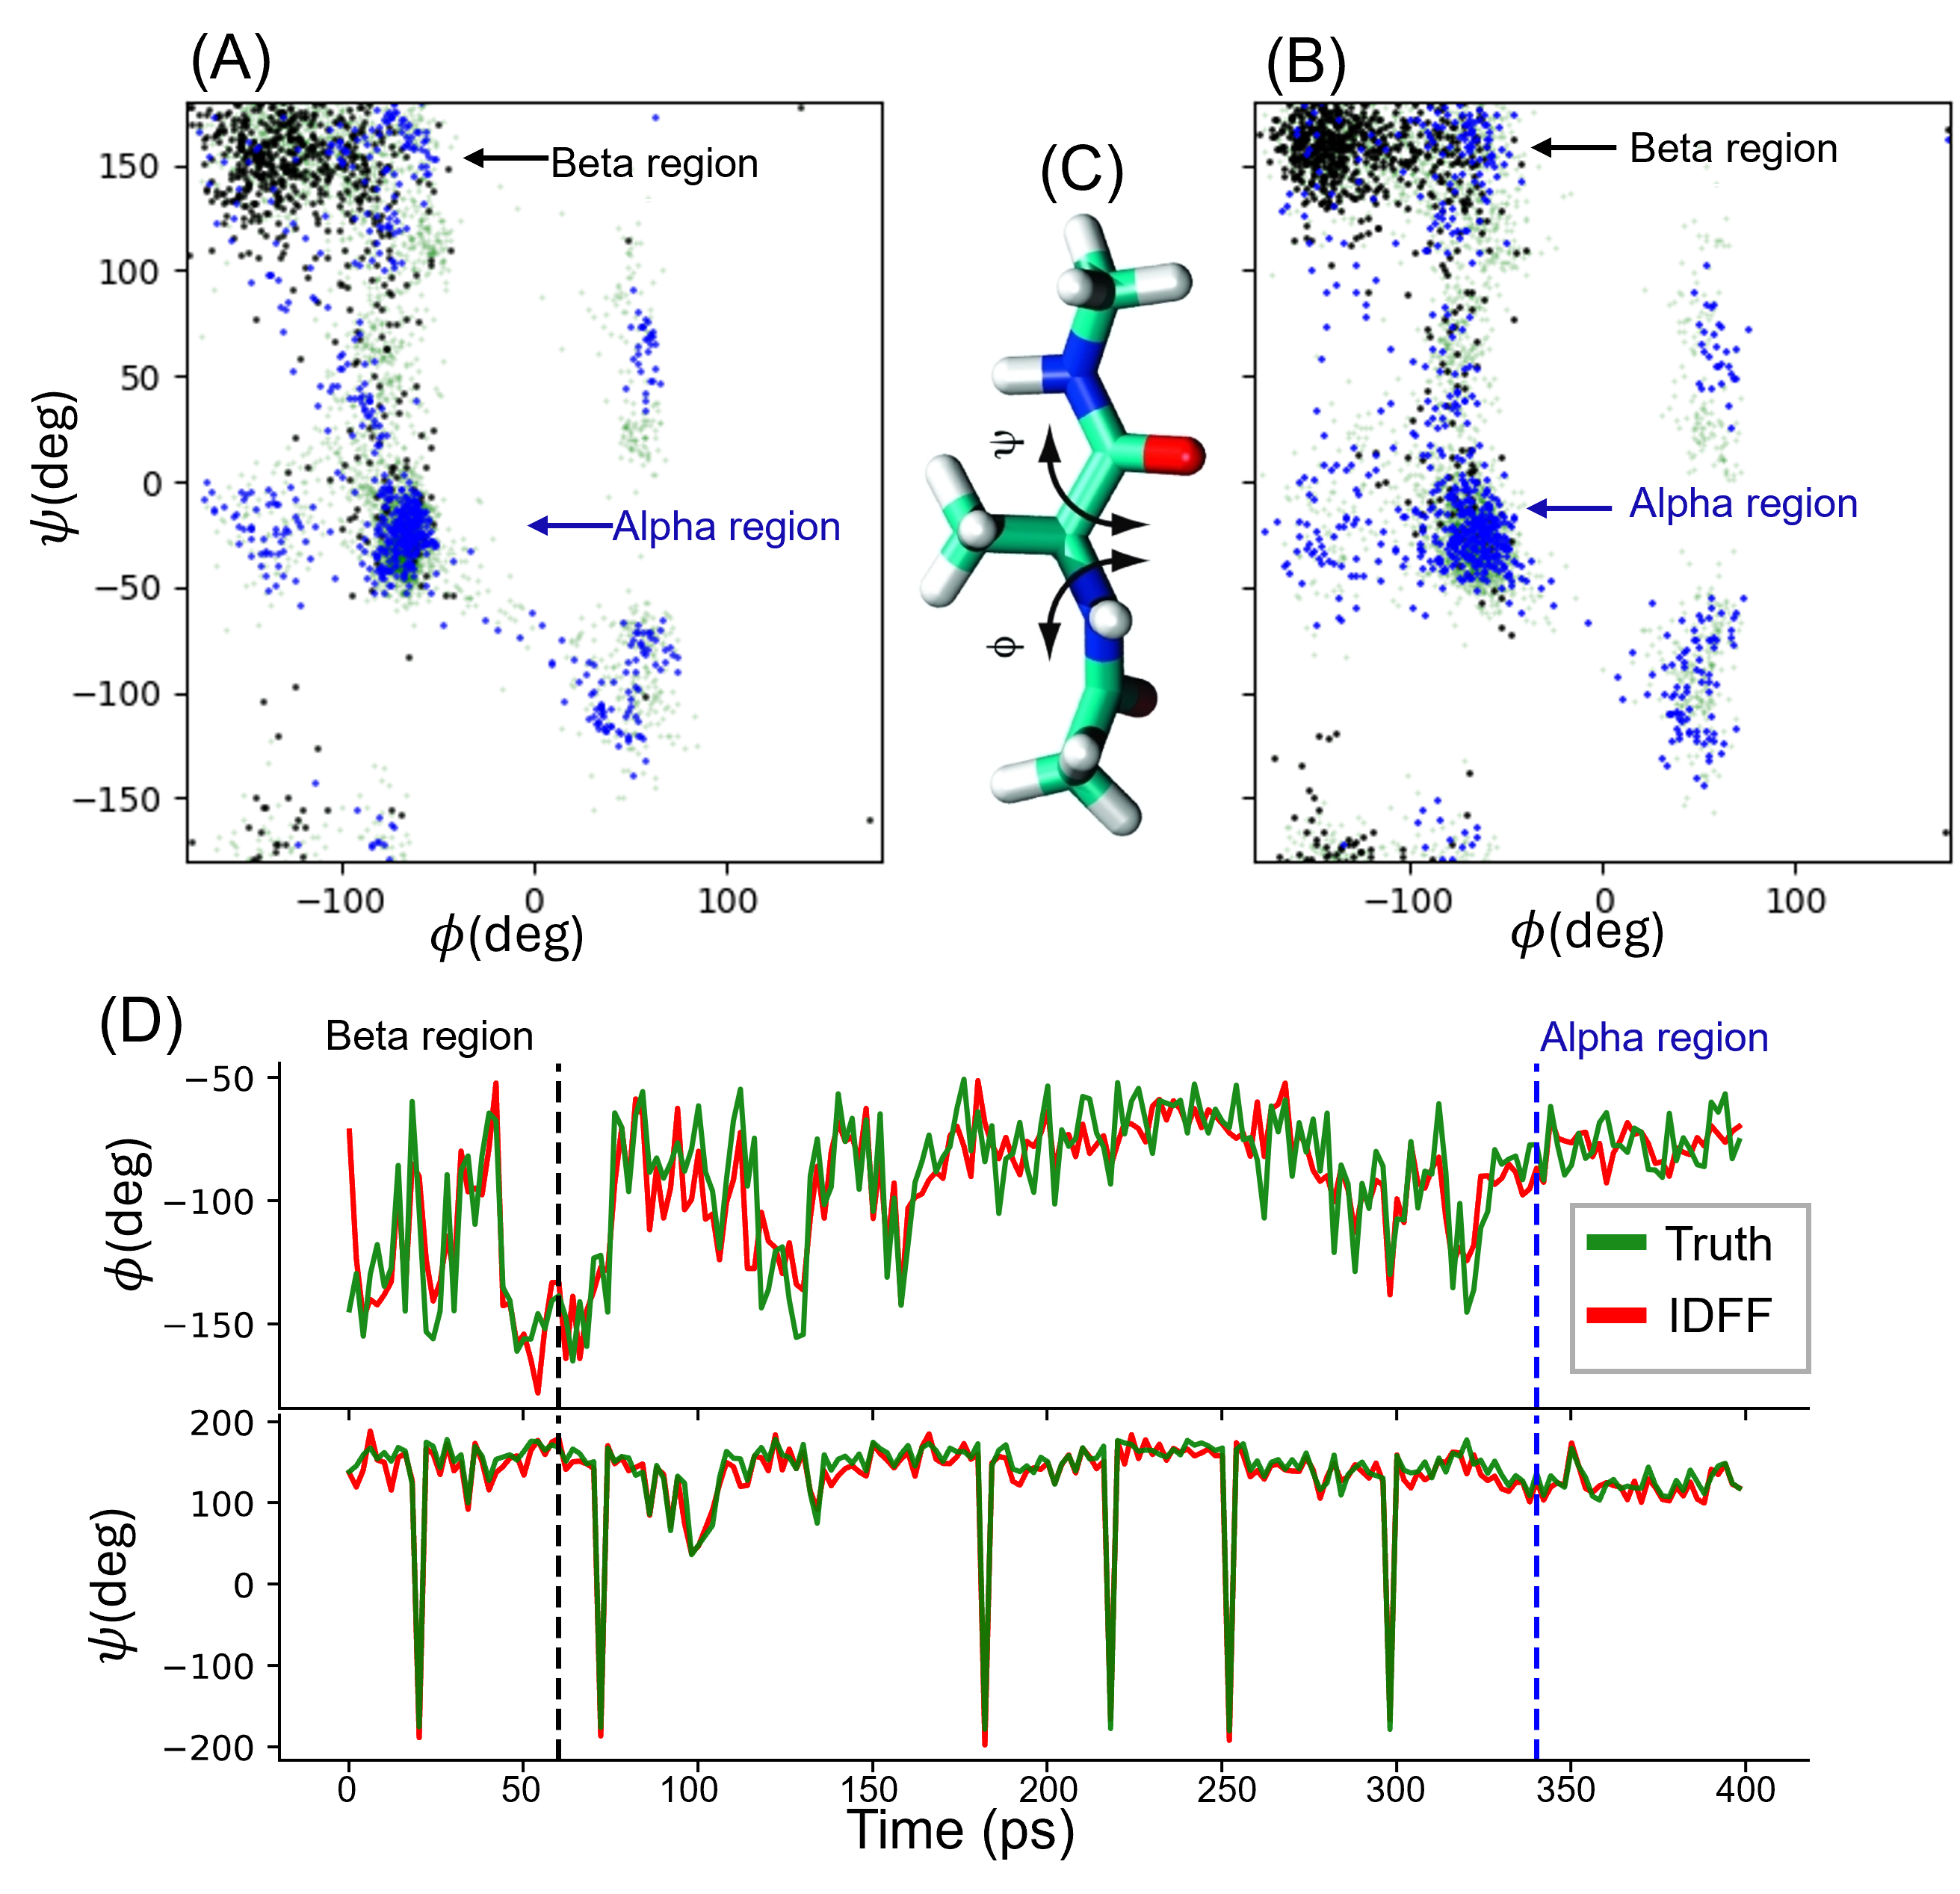 (A)
(B)
(C)
Beta region
Beta region
Alpha region
Alpha region
150
100
50
0
−50
−100
−150
ψ(deg)
−100
0
100
ϕ(deg)
−100
0
100
ϕ(deg)
ψ
ϕ
(D)
Beta region
Alpha region
−50
−100
−150
ϕ(deg)
Truth
IDFF
200
100
0
−100
−200
ψ(deg)
0
50
100
150
200
250
300
350
400
Time (ps)